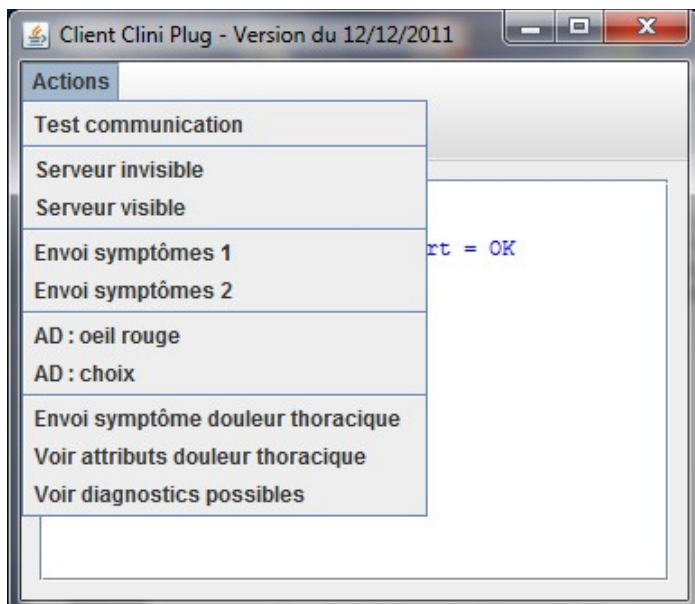 Client Clini Plug - Version du 12/12/2011
Actions
Test communication
Serveur invisible
Serveur visible
Envoi symptômes 1
rt = OK
Envoi symptômes 2
AD : oeil rouge
AD : choix
Envoi symptôme douleur thoracique
Voir attributs douleur thoracique
Voir diagnostics possibles